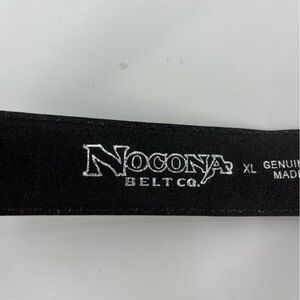 NOCONA
BELT CO.
XL
GENUIN
MADE